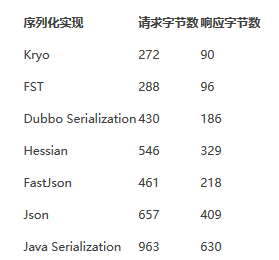 序列化实现 请求字节数 响应字节数
Kryo 272 90
FST 288 96
Dubbo Serialization 430 186
Hessian 546 329
FastJson 461 218
Json 657 409
Java Serialization 963 630